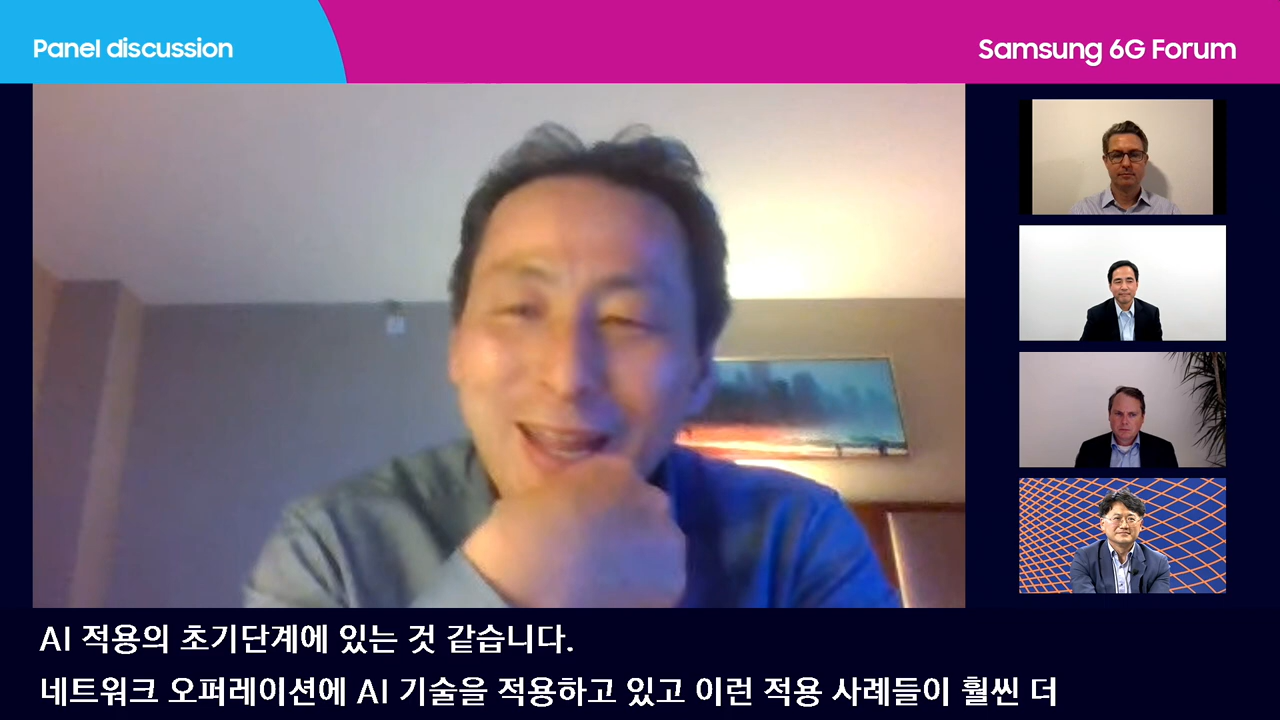 Panel discussion
Samsung 6G Forum
AI 적용의 초기단계에 있는 것 같습니다.
네트워크 오퍼레이션에 AI 기술을 적용하고 있고 이런 적용 사례들이 훨씬 더